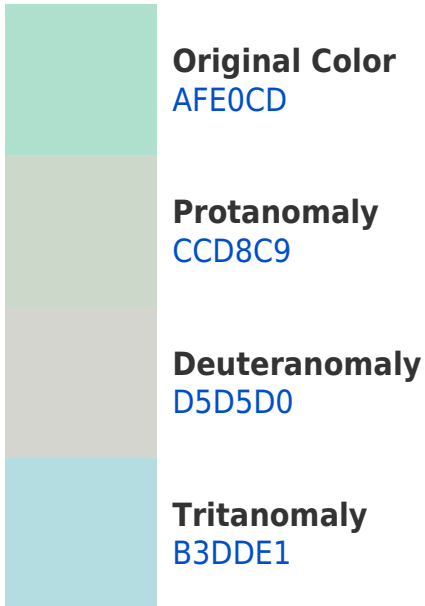 Original Color
AFE0CD
Protanomaly
CCD8C9
Deuteranomaly
D5D5D0
Tritanomaly
B3DDE1